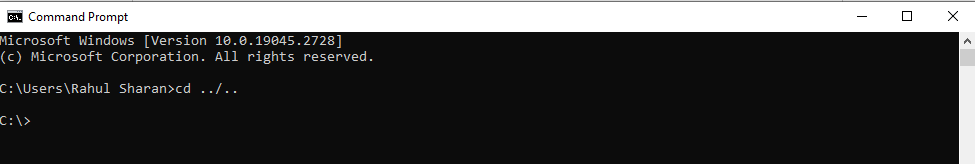 Command Prompt
Microsoft Windows [Version 10.0.19045.2728]
(c) Microsoft Corporation. All rights reserved.
C:\Users\Rahul Sharan>cd ../..
C:\>